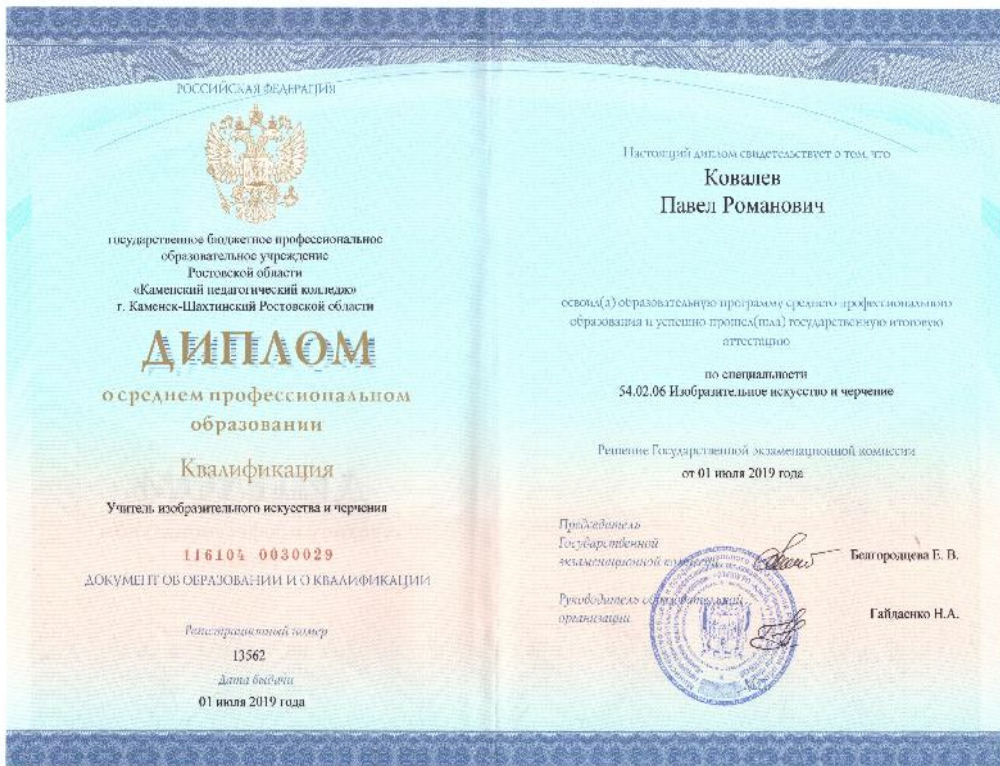 РОССИЙСКАЯ ФЕДЕРАЦИЯ
государственное бюджетное профессиональное
образовательное учреждение
Ростовской области
«Каменский педагогический колледж»
г. Каменск-Шахтинский Ростовской области
ДИПЛОМ
о среднем профессиональном
образовании
Квалификация
Учитель изобразительного искусства и черчения
116104 0030029
ДОКУМЕНТ ОБ ОБРАЗОВАНИИ И О КВАЛИФИКАЦИИ
Регистрационный номер
13562
Дата выдачи
01 июля 2019 года
Настоящий диплом свидетельствует о том, что
Ковалев
Павел Романович
освоил(а) образовательную программу среднего профессионального
образования и успешно прошел(шла) государственную итоговую
аттестацию
по специальности
54.02.06 Изобразительное искусство и черчение
Решение Государственной экзаменационной комиссии
от 01 июля 2019 года
Председатель
Государственной
экзаменационной комиссии
Белгородцева Е. В.
Руководитель образовательной
организации
Гайдаенко Н.А.